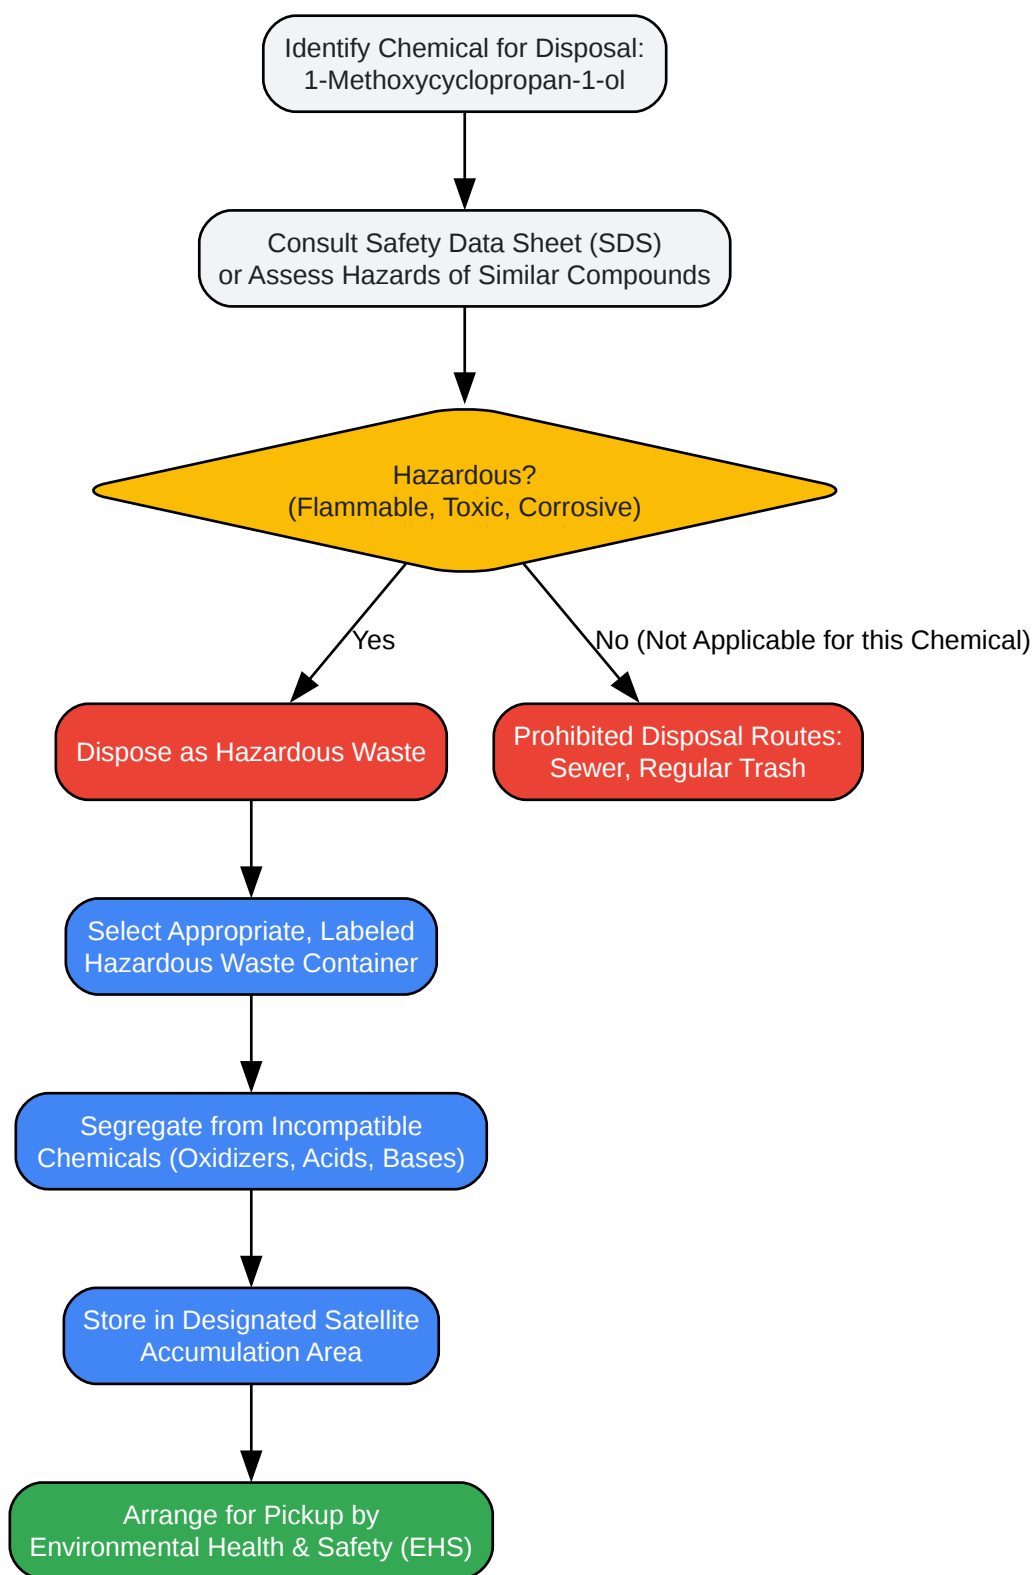 Identify Chemical for Disposal:
1-Methoxycyclopropan-1-ol
Consult Safety Data Sheet (SDS)
or Assess Hazards of Similar Compounds
Hazardous?
(Flammable, Toxic, Corrosive)
Yes
No (Not Applicable for this Chemical)
Dispose as Hazardous Waste
Prohibited Disposal Routes:
Sewer, Regular Trash
Select Appropriate, Labeled
Hazardous Waste Container
Segregate from Incompatible
Chemicals (Oxidizers, Acids, Bases)
Store in Designated Satellite
Accumulation Area
Arrange for Pickup by
Environmental Health & Safety (EHS)